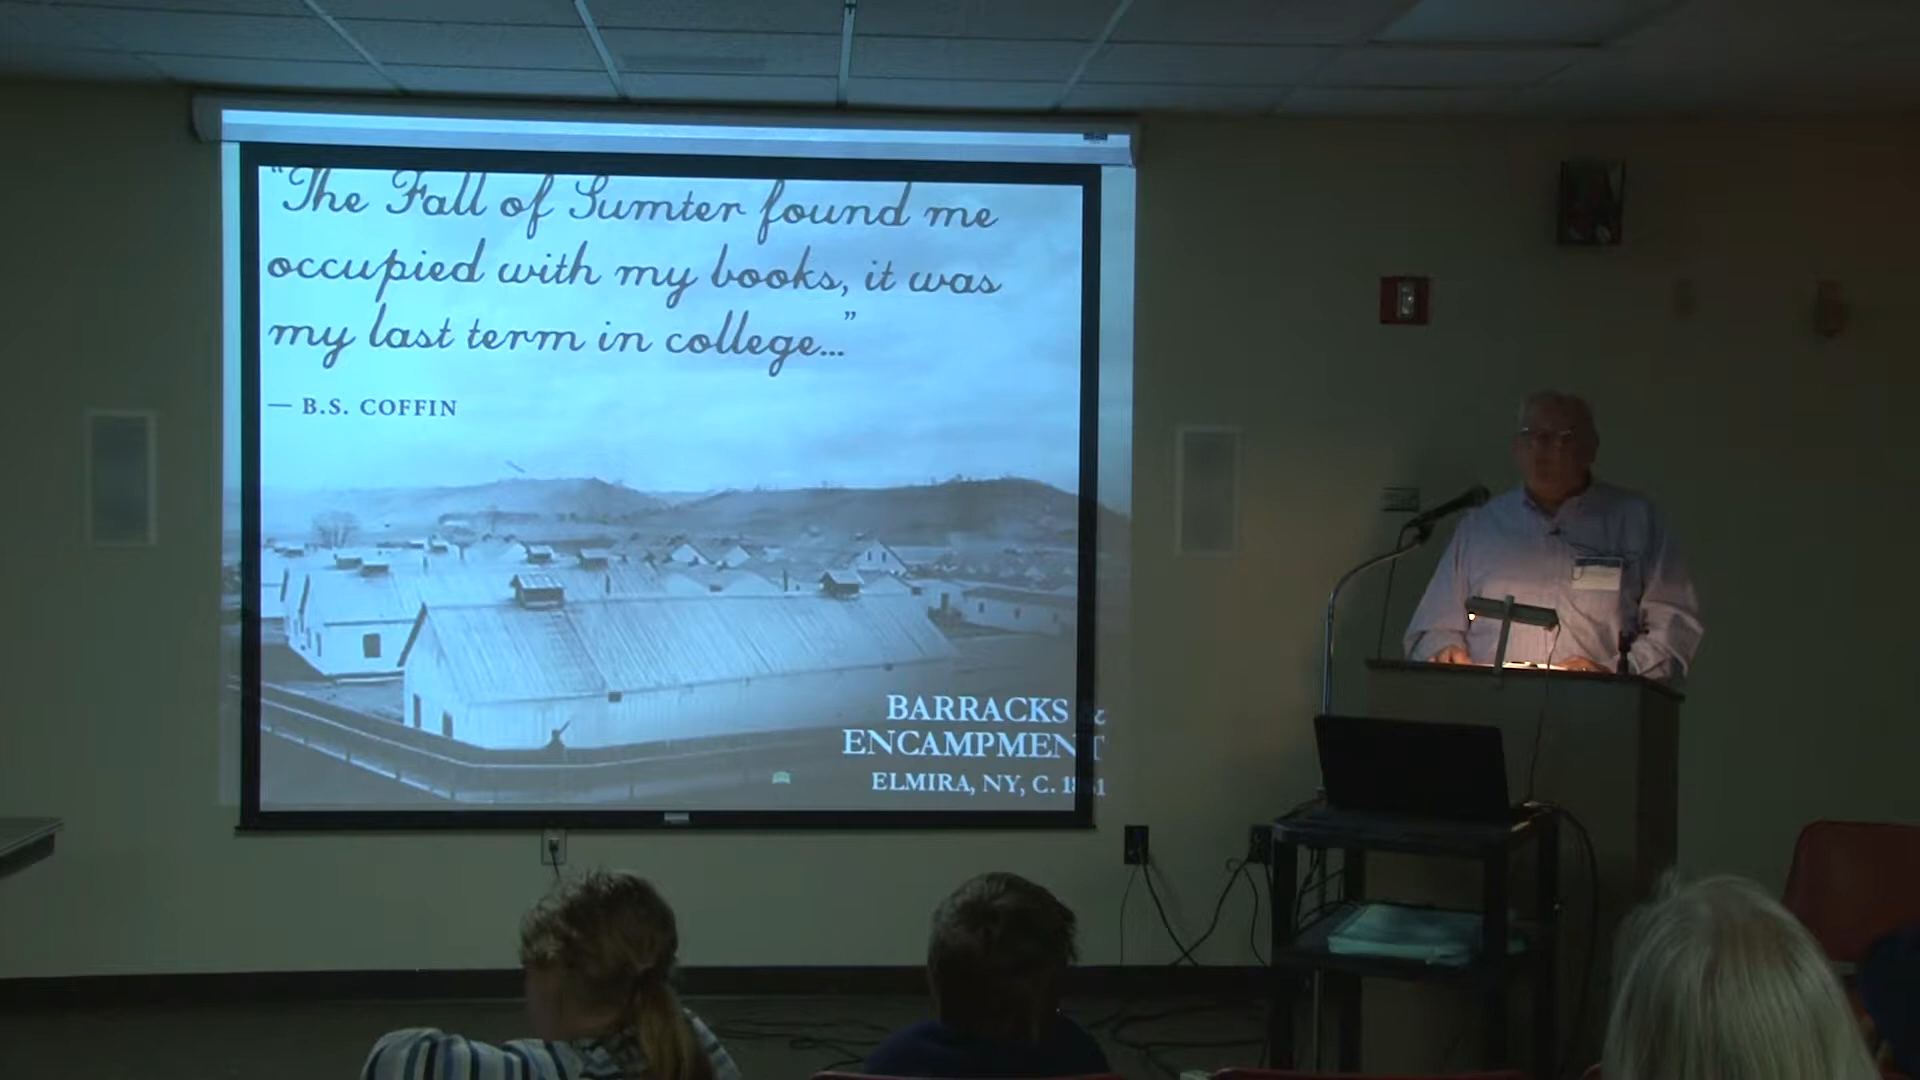 “The Fall of Sumter found me
occupied with my books, it was
my last term in college...”
— B.S. COFFIN
BARRACKS &
ENCAMPMENT
ELMIRA, NY, C. 1861